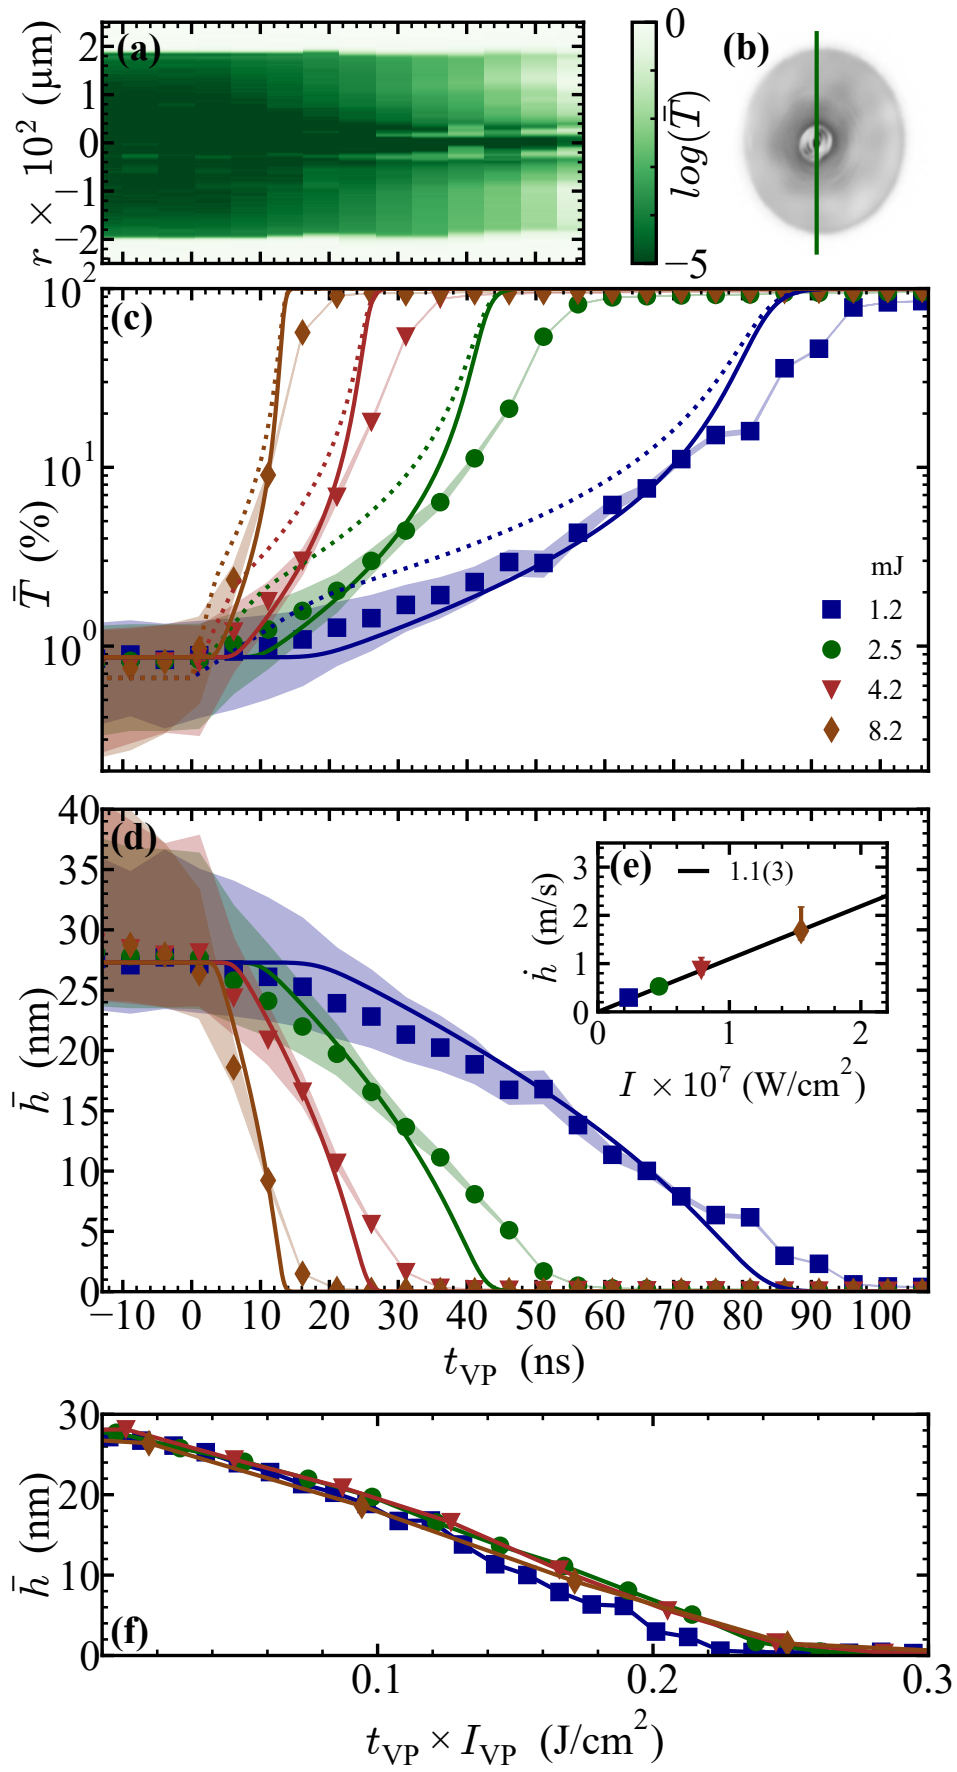 (a)
r × 10² (μm)
2
1
0
−1
−2
0
−5
log(T̄)
(b)
(c)
T̄ (%)
10²
10¹
10⁰
mJ
1.2
2.5
4.2
8.2
(d)
h̄ (nm)
40
35
30
25
20
15
10
5
0
(e)
1.1(3)
ḣ (m/s)
3
2
1
0
0 1 2
I × 10⁷ (W/cm²)
−10 0 10 20 30 40 50 60 70 80 90 100
t_VP (ns)
(f)
h̄ (nm)
30
20
10
0
0.1 0.2 0.3
t_VP × I_VP (J/cm²)